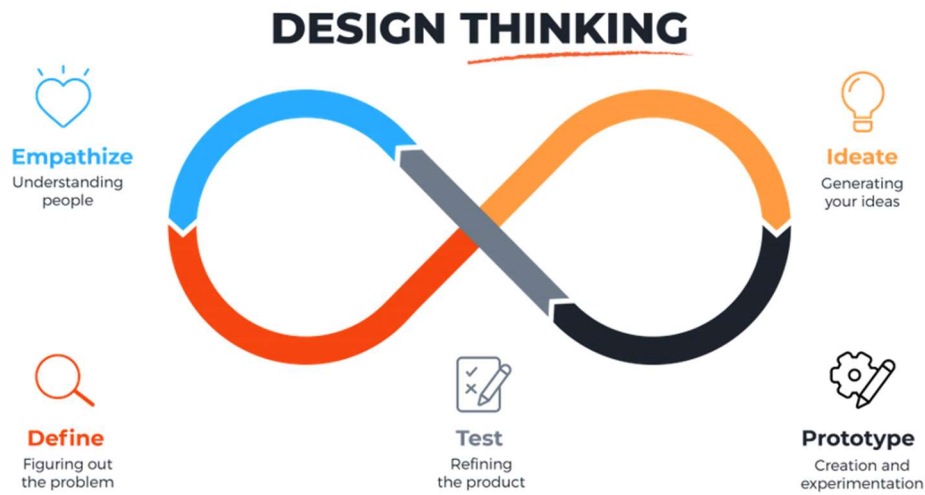 DESIGN THINKING
Empathize
Understanding
people
Ideate
Generating
your ideas
Define
Figuring out
the problem
Test
Refining
the product
Prototype
Creation and
experimentation